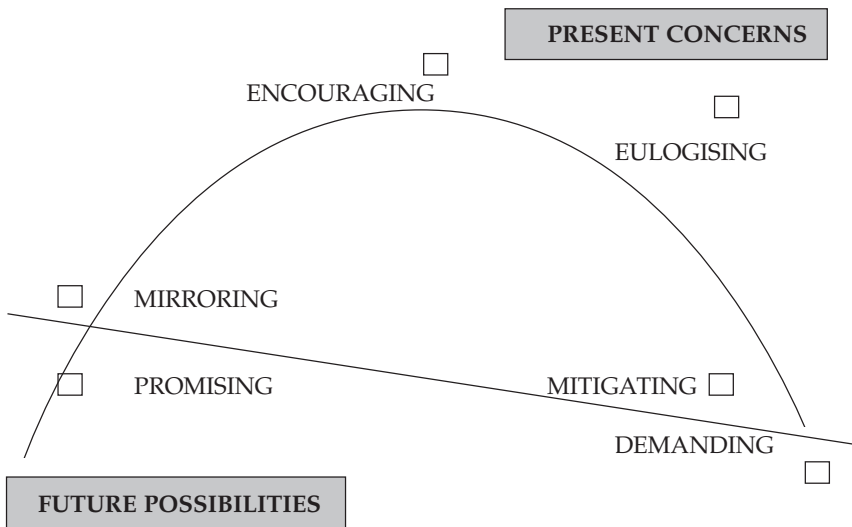 PRESENT CONCERNS
ENCOURAGING
EULOGISING
MIRRORING
PROMISING
MITIGATING
DEMANDING
FUTURE POSSIBILITIES